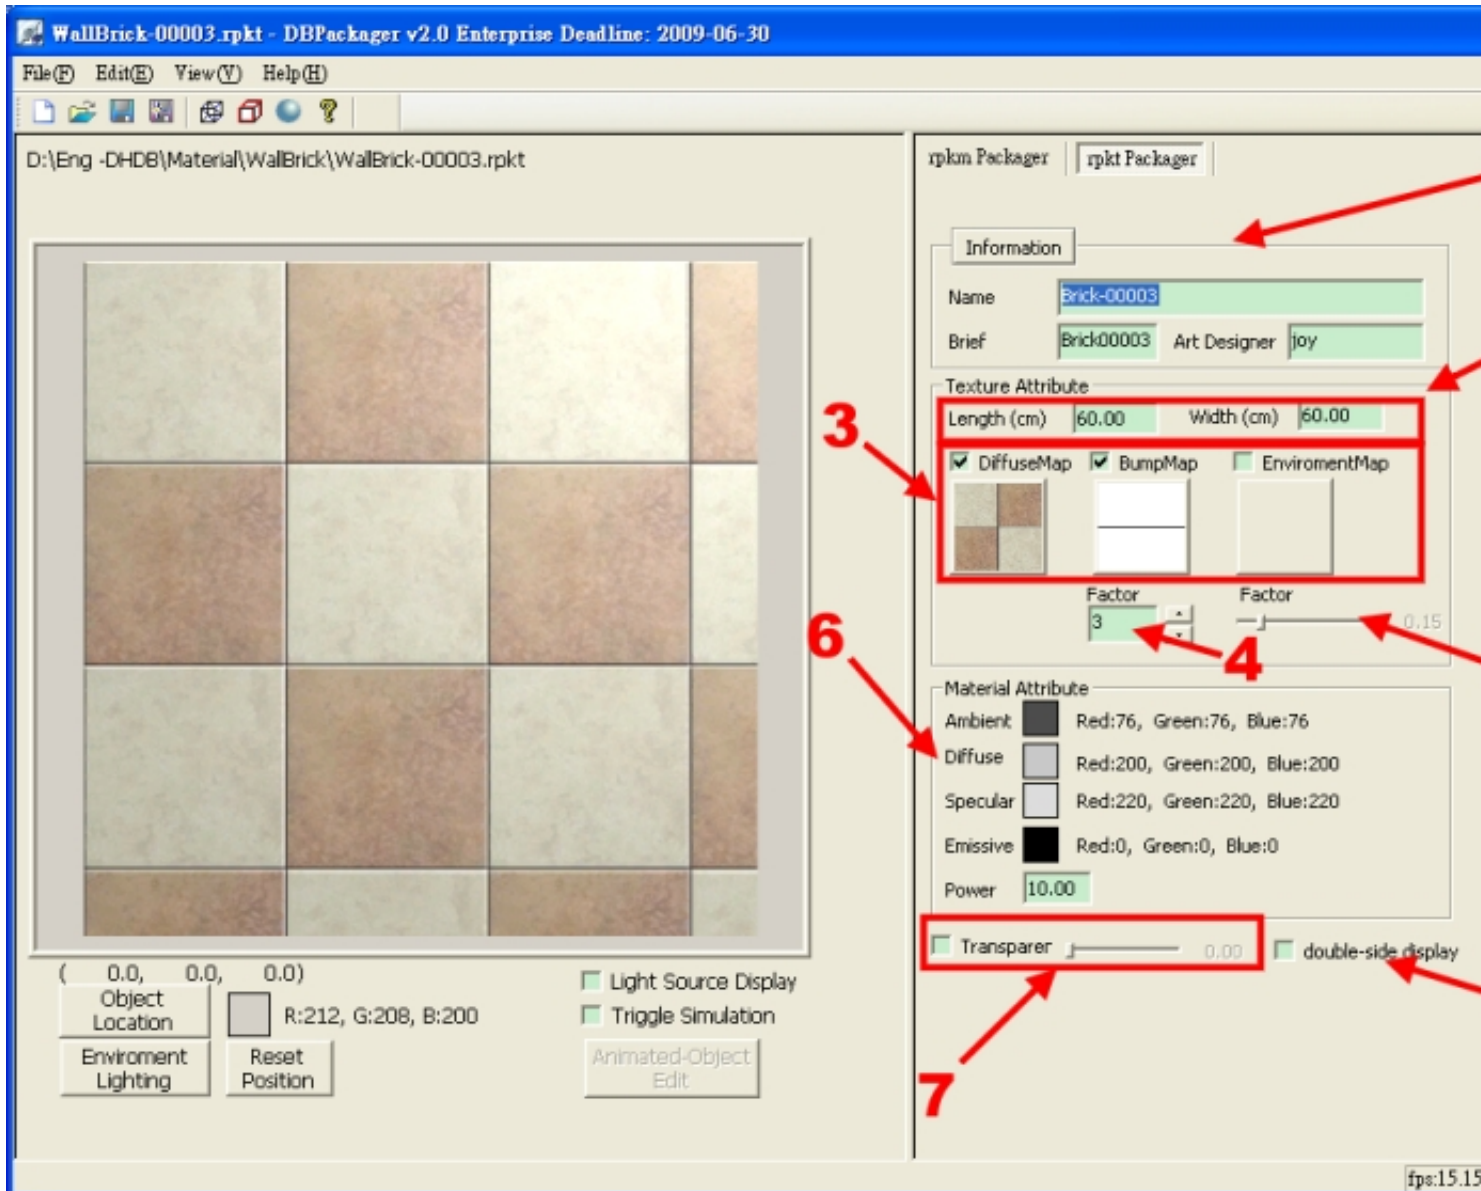 WallBrick-00003.rpkt - DBPackager v2.0 Enterprise Deadline: 2009-06-30
File(F) Edit(E) View(V) Help(H)
D:\Eng -DHDB\Material\WallBrick\WallBrick-00003.rpkt
rpkm Packager rpkt Packager
Information
Name Brick-00003
Brief Brick00003 Art Designer joy
Texture Attribute
Length (cm) 60.00 Width (cm) 60.00
3
DiffuseMap BumpMap EnviromentMap
Factor Factor
3 0.15
4
6
Material Attribute
Ambient Red:76, Green:76, Blue:76
Diffuse Red:200, Green:200, Blue:200
Specular Red:220, Green:220, Blue:220
Emissive Red:0, Green:0, Blue:0
Power 10.00
Transparer 0.00 double-side display
7
( 0.0, 0.0, 0.0)
Object Location
R:212, G:208, B:200
Light Source Display
Triggle Simulation
Enviroment Lighting
Reset Position
Animated-Object Edit
fps:15.15